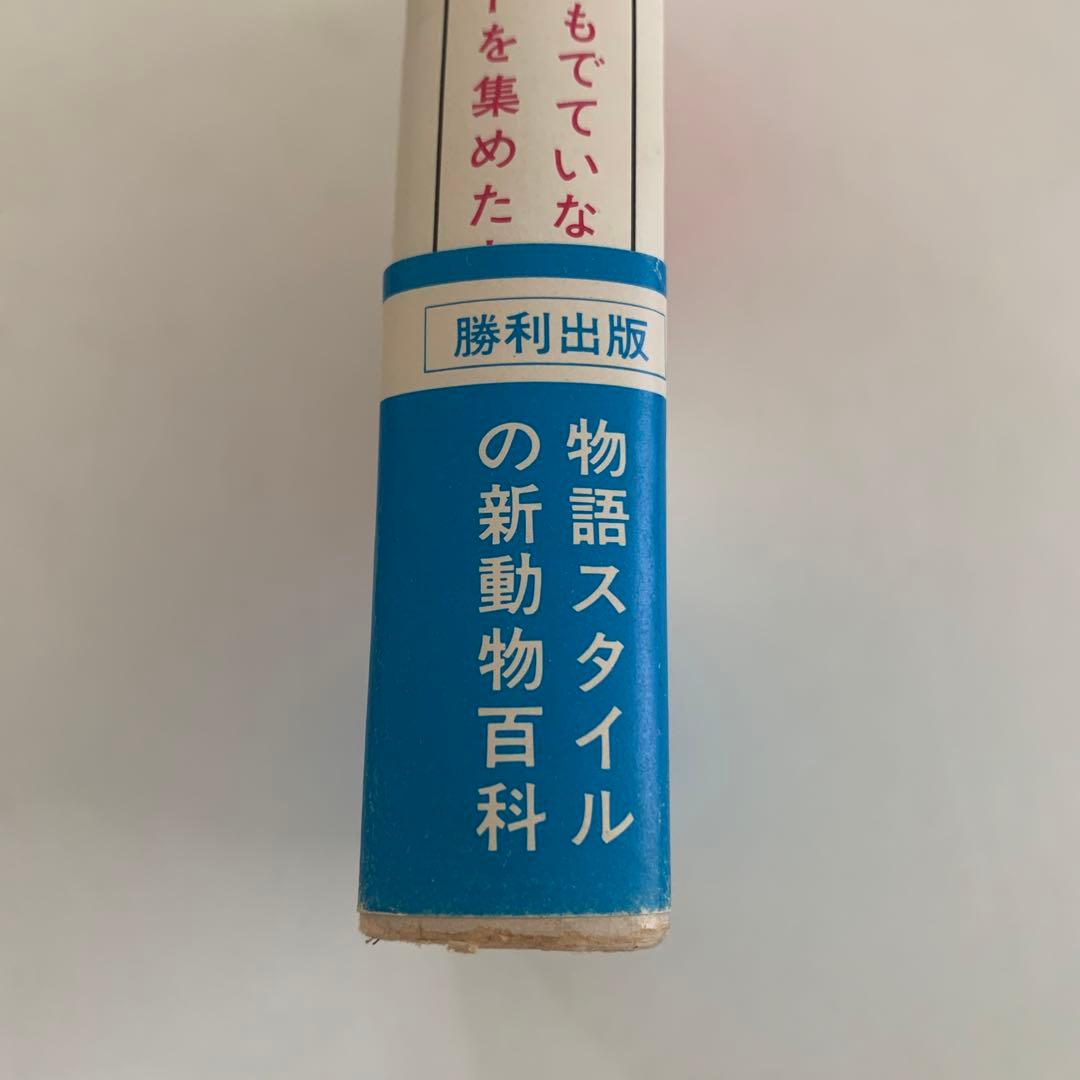 もでていな
を集めた
勝利出版
物語スタイル
の新動物百科